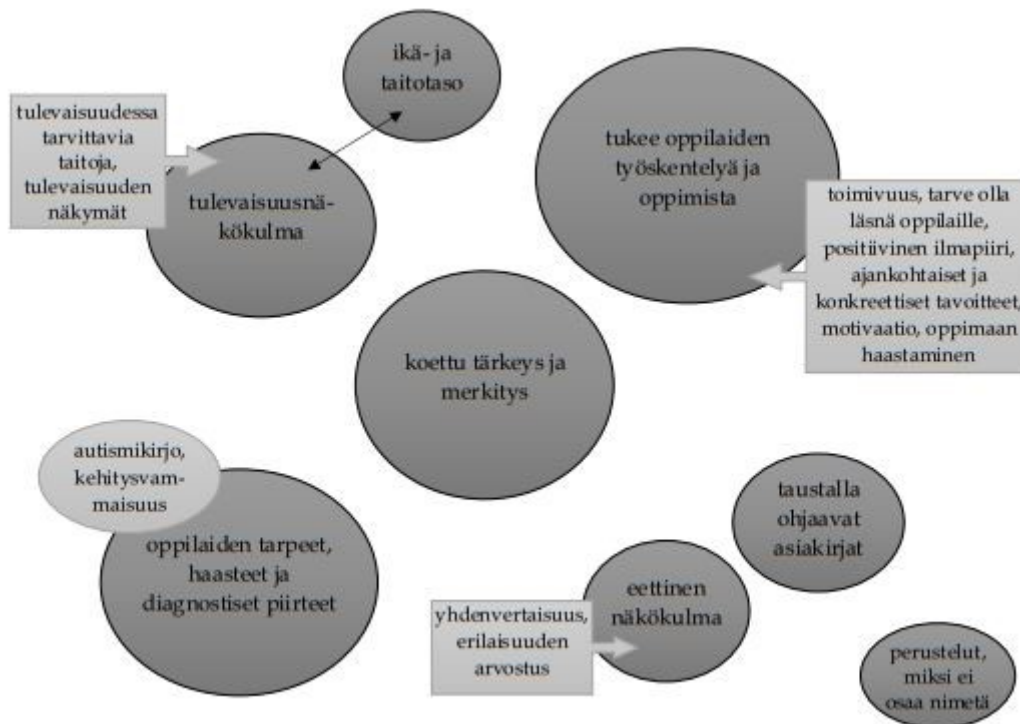 ikä- ja
taitotaso
tulevaisuudessa
tarvittavia
taitoja,
tulevaisuuden
näkymät
tulevaisuusnä-
kökulma
tukee oppilaiden
työskentelyä ja
oppimista
toimivuus, tarve olla
läsnä oppilaille,
positiivinen ilmapiiri,
ajankohtaiset ja
konkreettiset tavoitteet,
motivaatio, oppimaan
haastaminen
koettu tärkeys ja
merkitys
autismikirjo,
kehitysvam-
maisuus
oppilaiden tarpeet,
haasteet ja
diagnostiset piirteet
taustalla
ohjaavat
asiakirjat
eettinen
näkökulma
yhdenvertaisuus,
erilaisuuden
arvostus
perustelut,
miksi ei
osaa nimetä